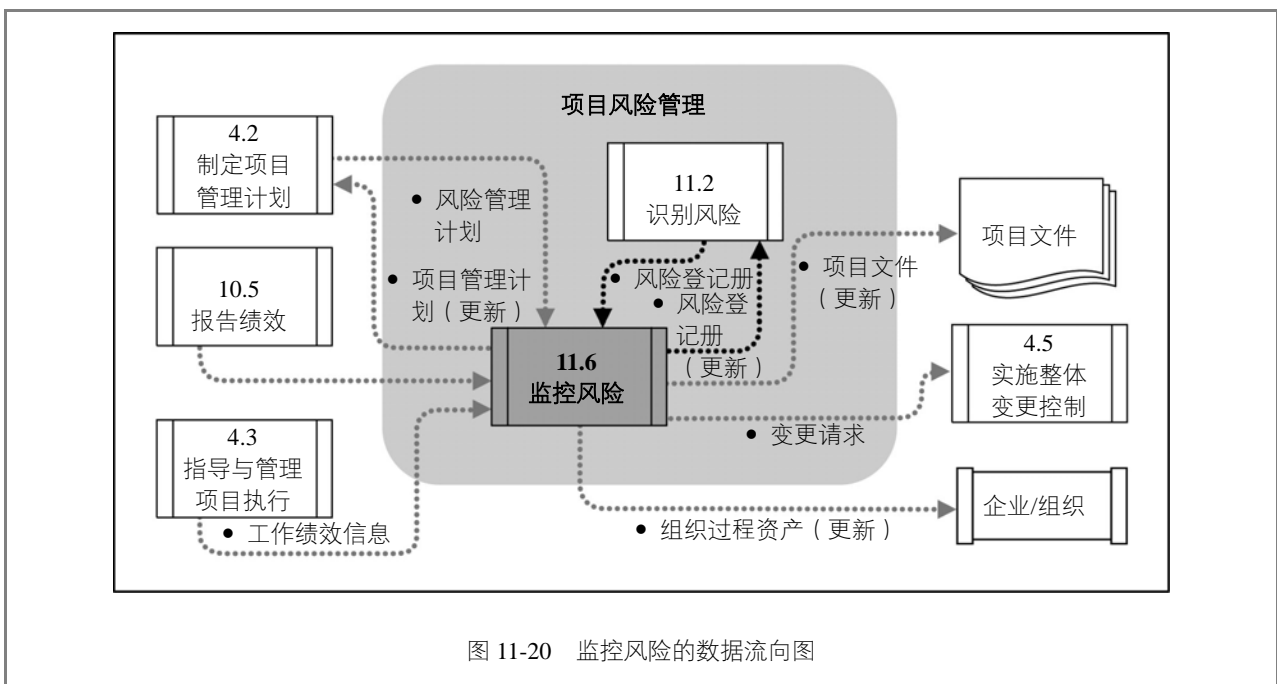 项目风险管理
4.2
制定项目
管理计划
11.2
识别风险
● 风险管理
计划
项目文件
● 项目管理计
划（更新）
● 风险登记册
● 风险登
记册
（更新）
● 项目文件
（更新）
10.5
报告绩效
11.6
监控风险
4.5
实施整体
变更控制
● 变更请求
4.3
指导与管理
项目执行
● 工作绩效信息
● 组织过程资产（更新）
企业/组织
图 11-20 监控风险的数据流向图